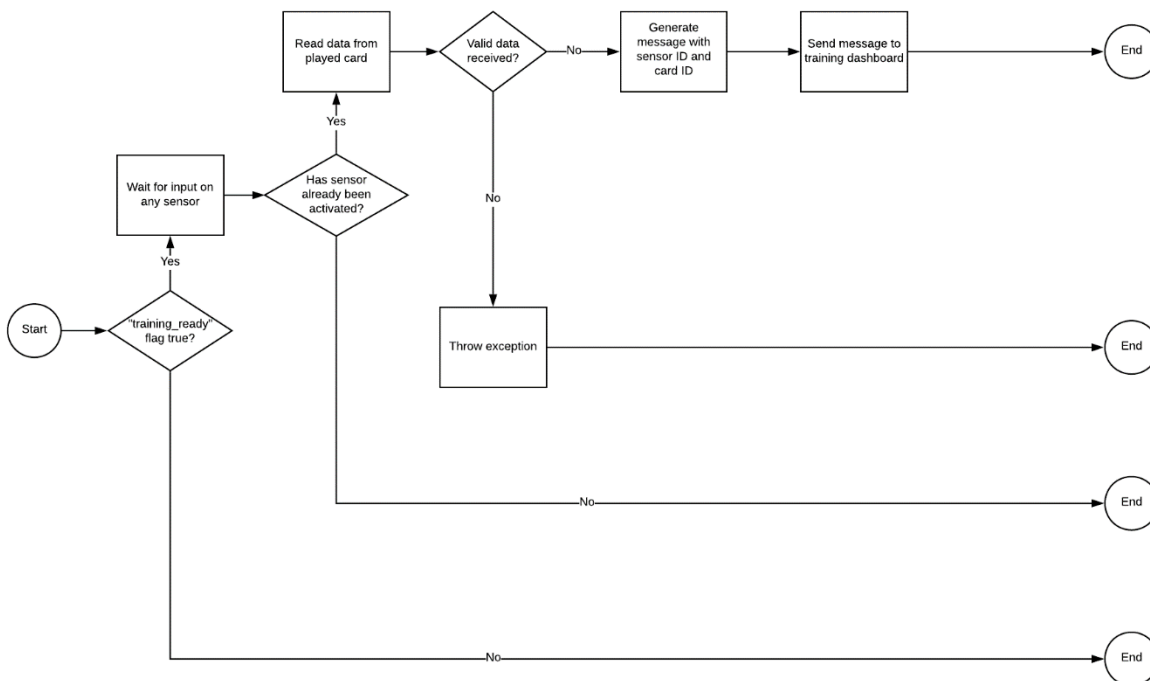 Read data from
played card
Valid data
received?
No
Generate
message with
sensor ID and
card ID
Send message to
training dashboard
End
Yes
Wait for input on
any sensor
Has sensor
already been
activated?
No
Yes
Start
"training_ready"
flag true?
Throw exception
End
No
End
No
End